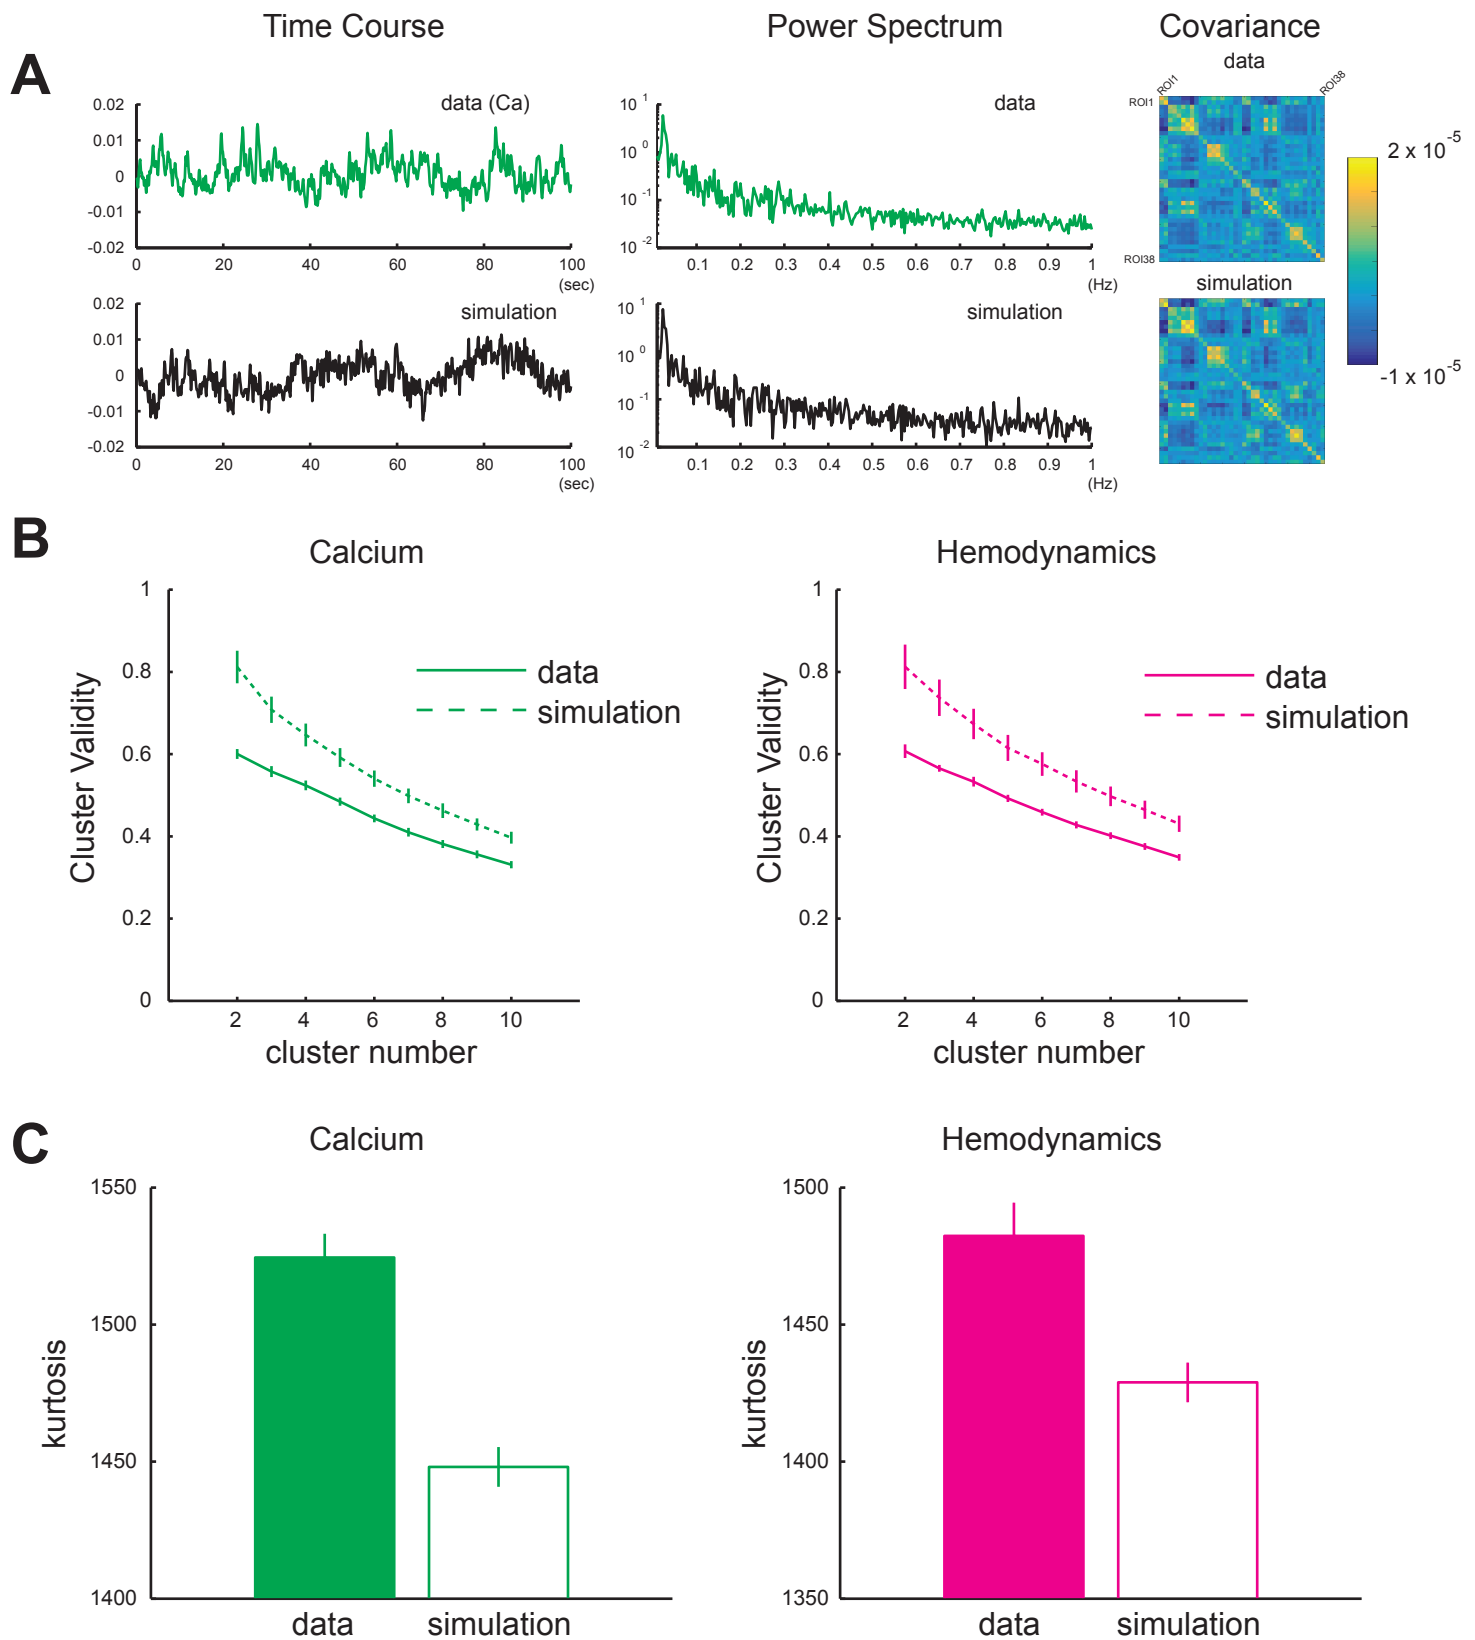 Time Course
Power Spectrum
Covariance
A
data (Ca)
0.02
0.01
0
-0.01
-0.02
0 20 40 60 80 100
(sec)
data
10 1
10 0
10 -1
10 -2
0.1 0.2 0.3 0.4 0.5 0.6 0.7 0.8 0.9 1
(Hz)
data
ROI1 ROI38
ROI1
ROI38
2 x 10 -5
-1 x 10 -5
simulation
0.02
0.01
0
-0.01
-0.02
0 20 40 60 80 100
(sec)
simulation
10 1
10 0
10 -1
10 -2
0.1 0.2 0.3 0.4 0.5 0.6 0.7 0.8 0.9 1
(Hz)
simulation
B
Calcium
Cluster Validity
1
0.8
0.6
0.4
0.2
0
data
simulation
2 4 6 8 10
cluster number
Hemodynamics
Cluster Validity
1
0.8
0.6
0.4
0.2
0
data
simulation
2 4 6 8 10
cluster number
C
Calcium
kurtosis
1550
1500
1450
1400
data simulation
Hemodynamics
kurtosis
1500
1450
1400
1350
data simulation